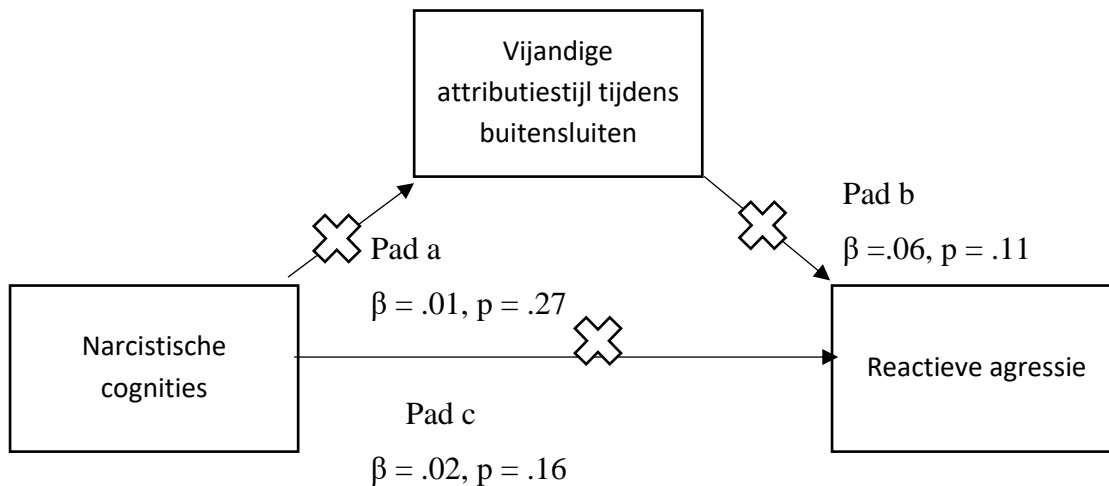 Vijandige
attributiestijl tijdens
buitensluiten
Pad b
β =.06, p = .11
Pad a
β = .01, p = .27
Narcistische
cognities
Reactieve agressie
Pad c
β = .02, p = .16